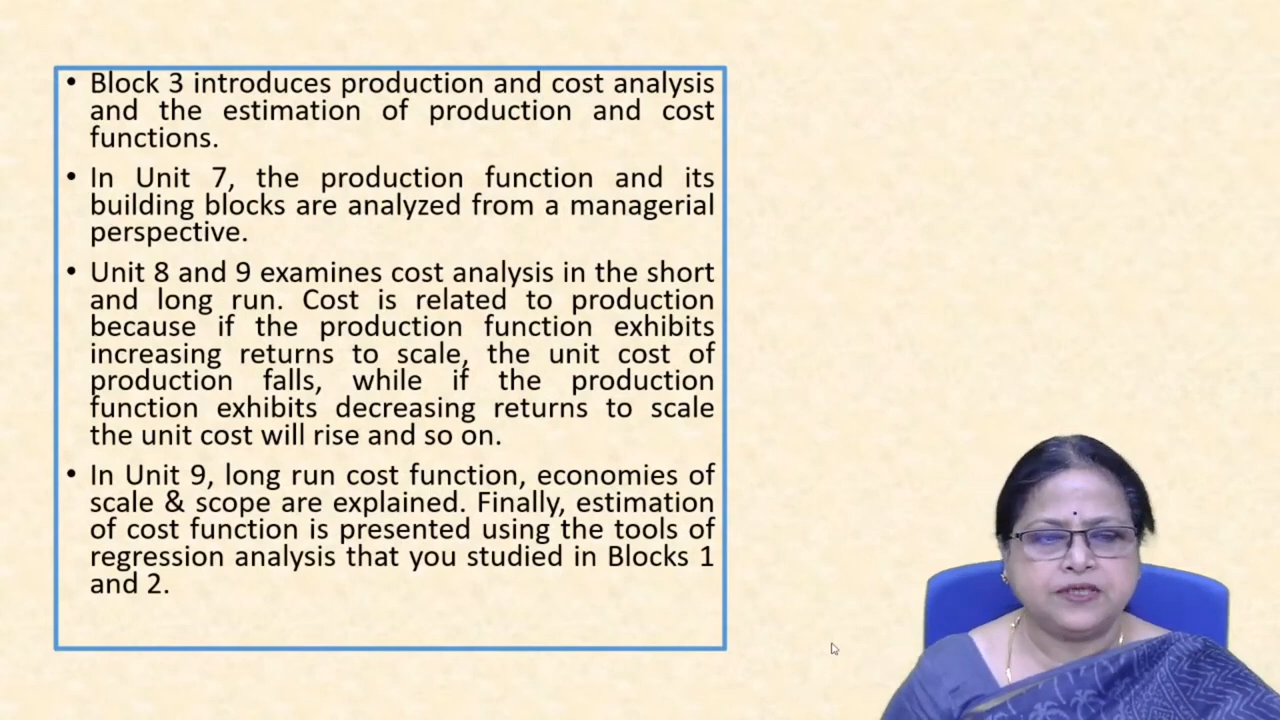 • Block 3 introduces production and cost analysis
and the estimation of production and cost
functions.
• In Unit 7, the production function and its
building blocks are analyzed from a managerial
perspective.
• Unit 8 and 9 examines cost analysis in the short
and long run. Cost is related to production
because if the production function exhibits
increasing returns to scale, the unit cost of
production falls, while if the production
function exhibits decreasing returns to scale
the unit cost will rise and so on.
• In Unit 9, long run cost function, economies of
scale & scope are explained. Finally, estimation
of cost function is presented using the tools of
regression analysis that you studied in Blocks 1
and 2.